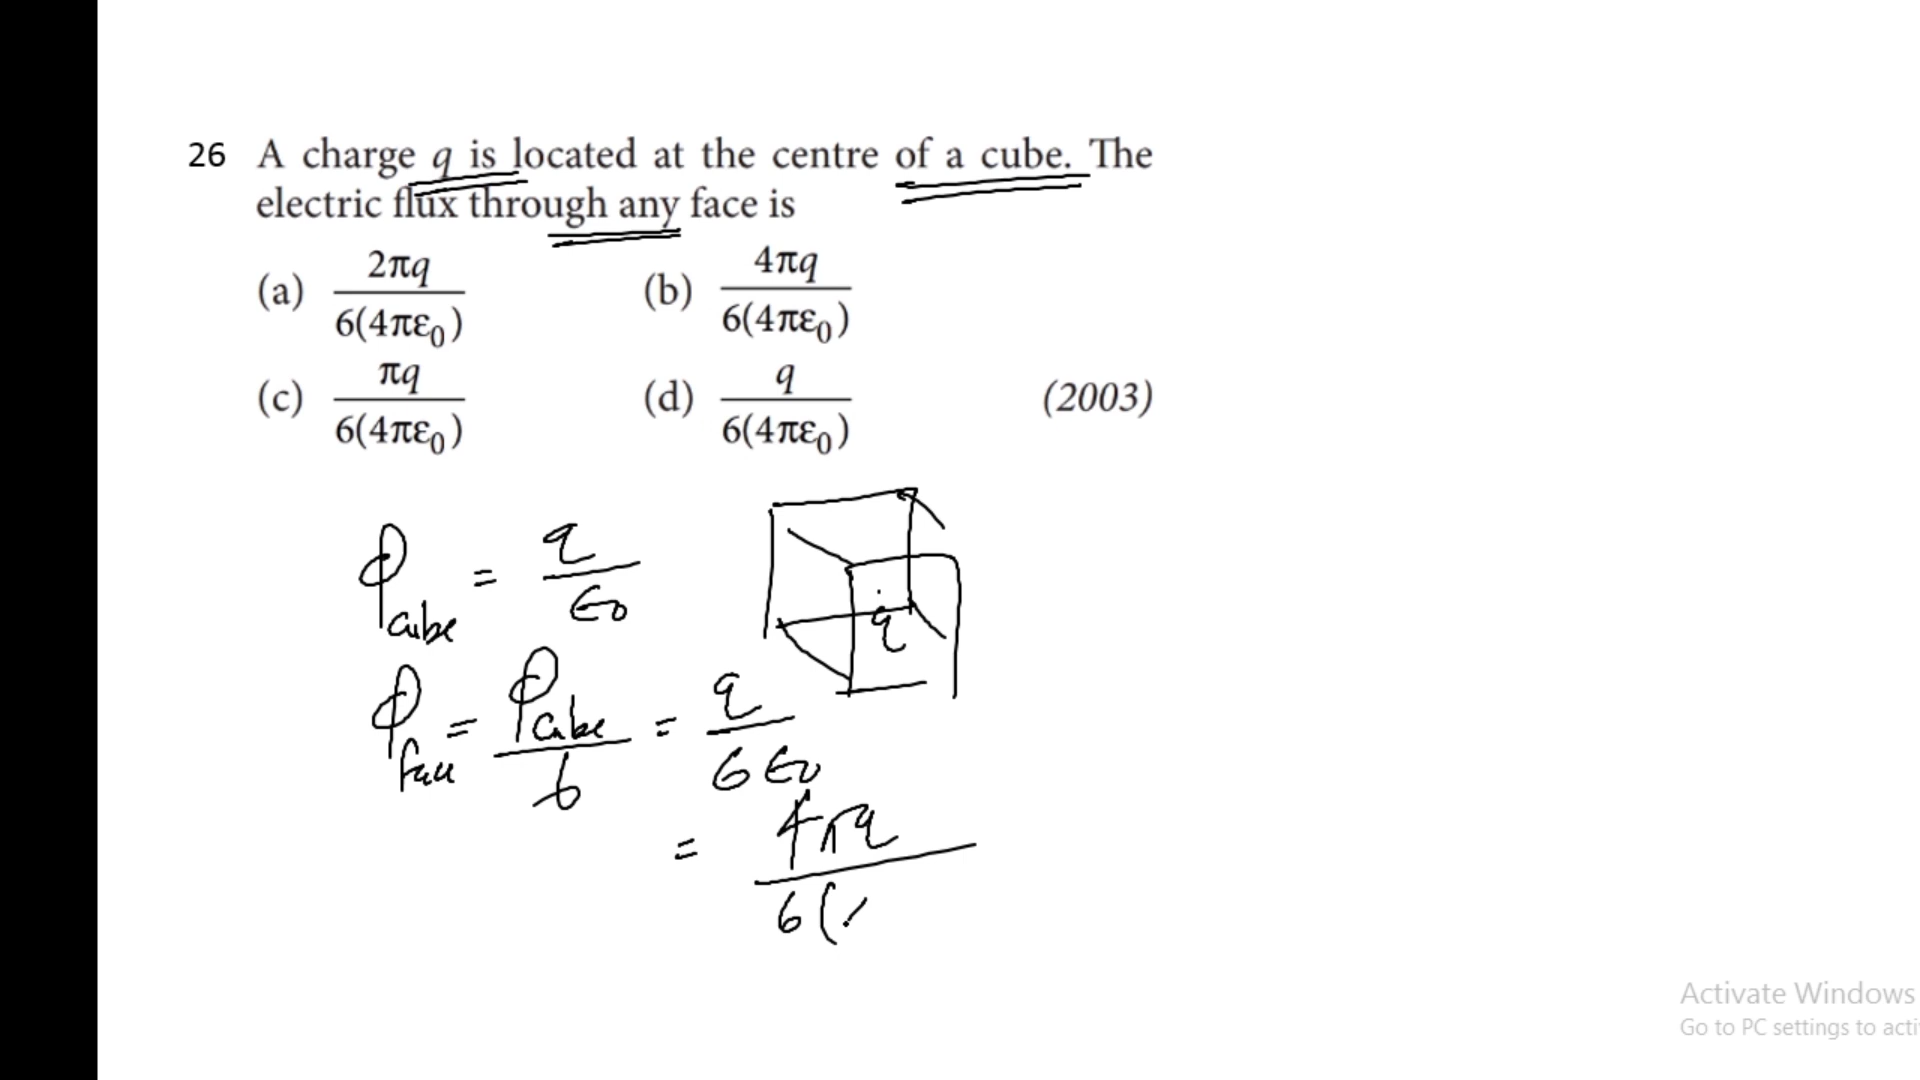 26 A charge q is located at the centre of a cube. The
electric flux through any face is
(a) 2πq / 6(4πε₀) (b) 4πq / 6(4πε₀)
(c) πq / 6(4πε₀) (d) q / 6(4πε₀) (2003)
φcube = q / ε₀
q
φface = φcube / 6 = q / 6ε₀
= 4πq / 6(
Activate Windows
Go to PC settings to acti